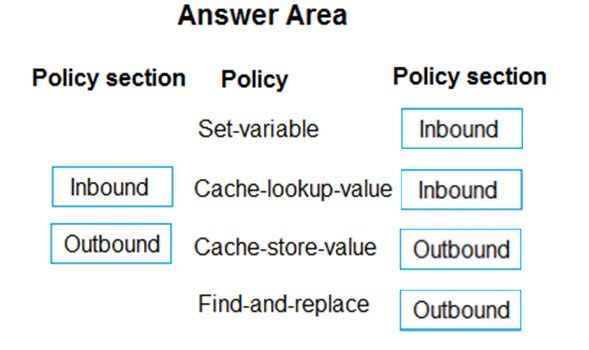 Answer Area
Policy section Policy Policy section
Set-variable Inbound
Inbound Cache-lookup-value Inbound
Outbound Cache-store-value Outbound
Find-and-replace Outbound